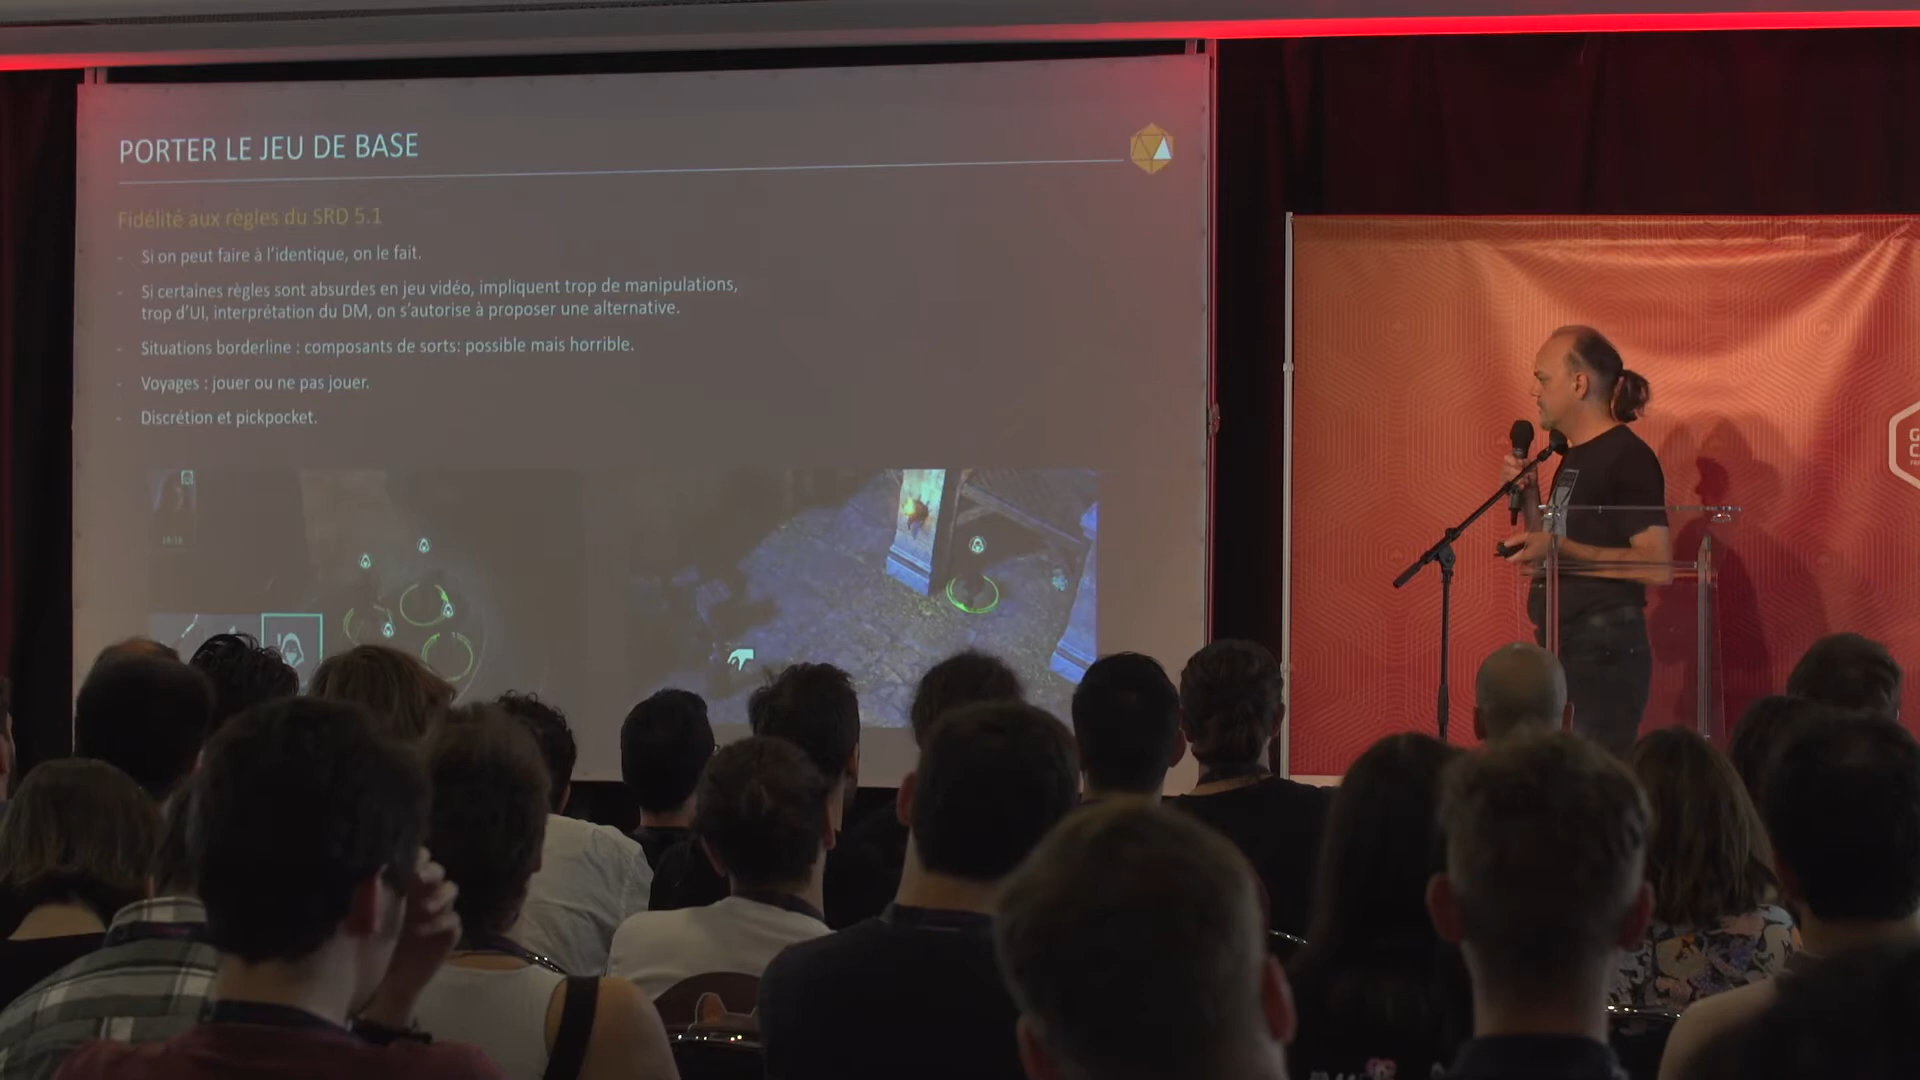 PORTER LE JEU DE BASE
Fidélité aux règles du SRD 5.1
- Si on peut faire à l'identique, on le fait.
- Si certaines règles sont absurdes en jeu vidéo, impliquent trop de manipulations,
trop d'UI, interprétation du DM, on s'autorise à proposer une alternative.
- Situations borderline : composants de sorts: possible mais horrible.
- Voyages : jouer ou ne pas jouer.
- Discrétion et pickpocket.